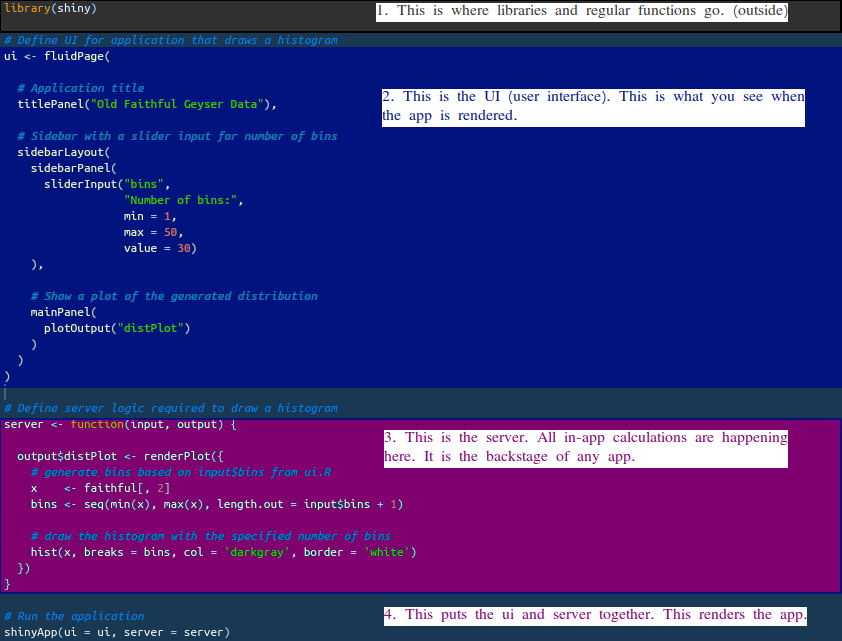 library(shiny)
1. This is where libraries and regular functions go. (outside)
# Define UI for application that draws a histogram
ui <- fluidPage(
  # Application title
  titlePanel("Old Faithful Geyser Data"),
2. This is the UI (user interface). This is what you see when
the app is rendered.
  # Sidebar with a slider input for number of bins
  sidebarLayout(
    sidebarPanel(
      sliderInput("bins",
                  "Number of bins:",
                  min = 1,
                  max = 50,
                  value = 30)
    ),
    # Show a plot of the generated distribution
    mainPanel(
      plotOutput("distPlot")
    )
  )
)
# Define server logic required to draw a histogram
server <- function(input, output) {
3. This is the server. All in-app calculations are happening
here. It is the backstage of any app.
  output$distPlot <- renderPlot({
    # generate bins based on input$bins from ui.R
    x    <- faithful[, 2]
    bins <- seq(min(x), max(x), length.out = input$bins + 1)
    # draw the histogram with the specified number of bins
    hist(x, breaks = bins, col = 'darkgray', border = 'white')
  })
}
# Run the application
4. This puts the ui and server together. This renders the app.
shinyApp(ui = ui, server = server)